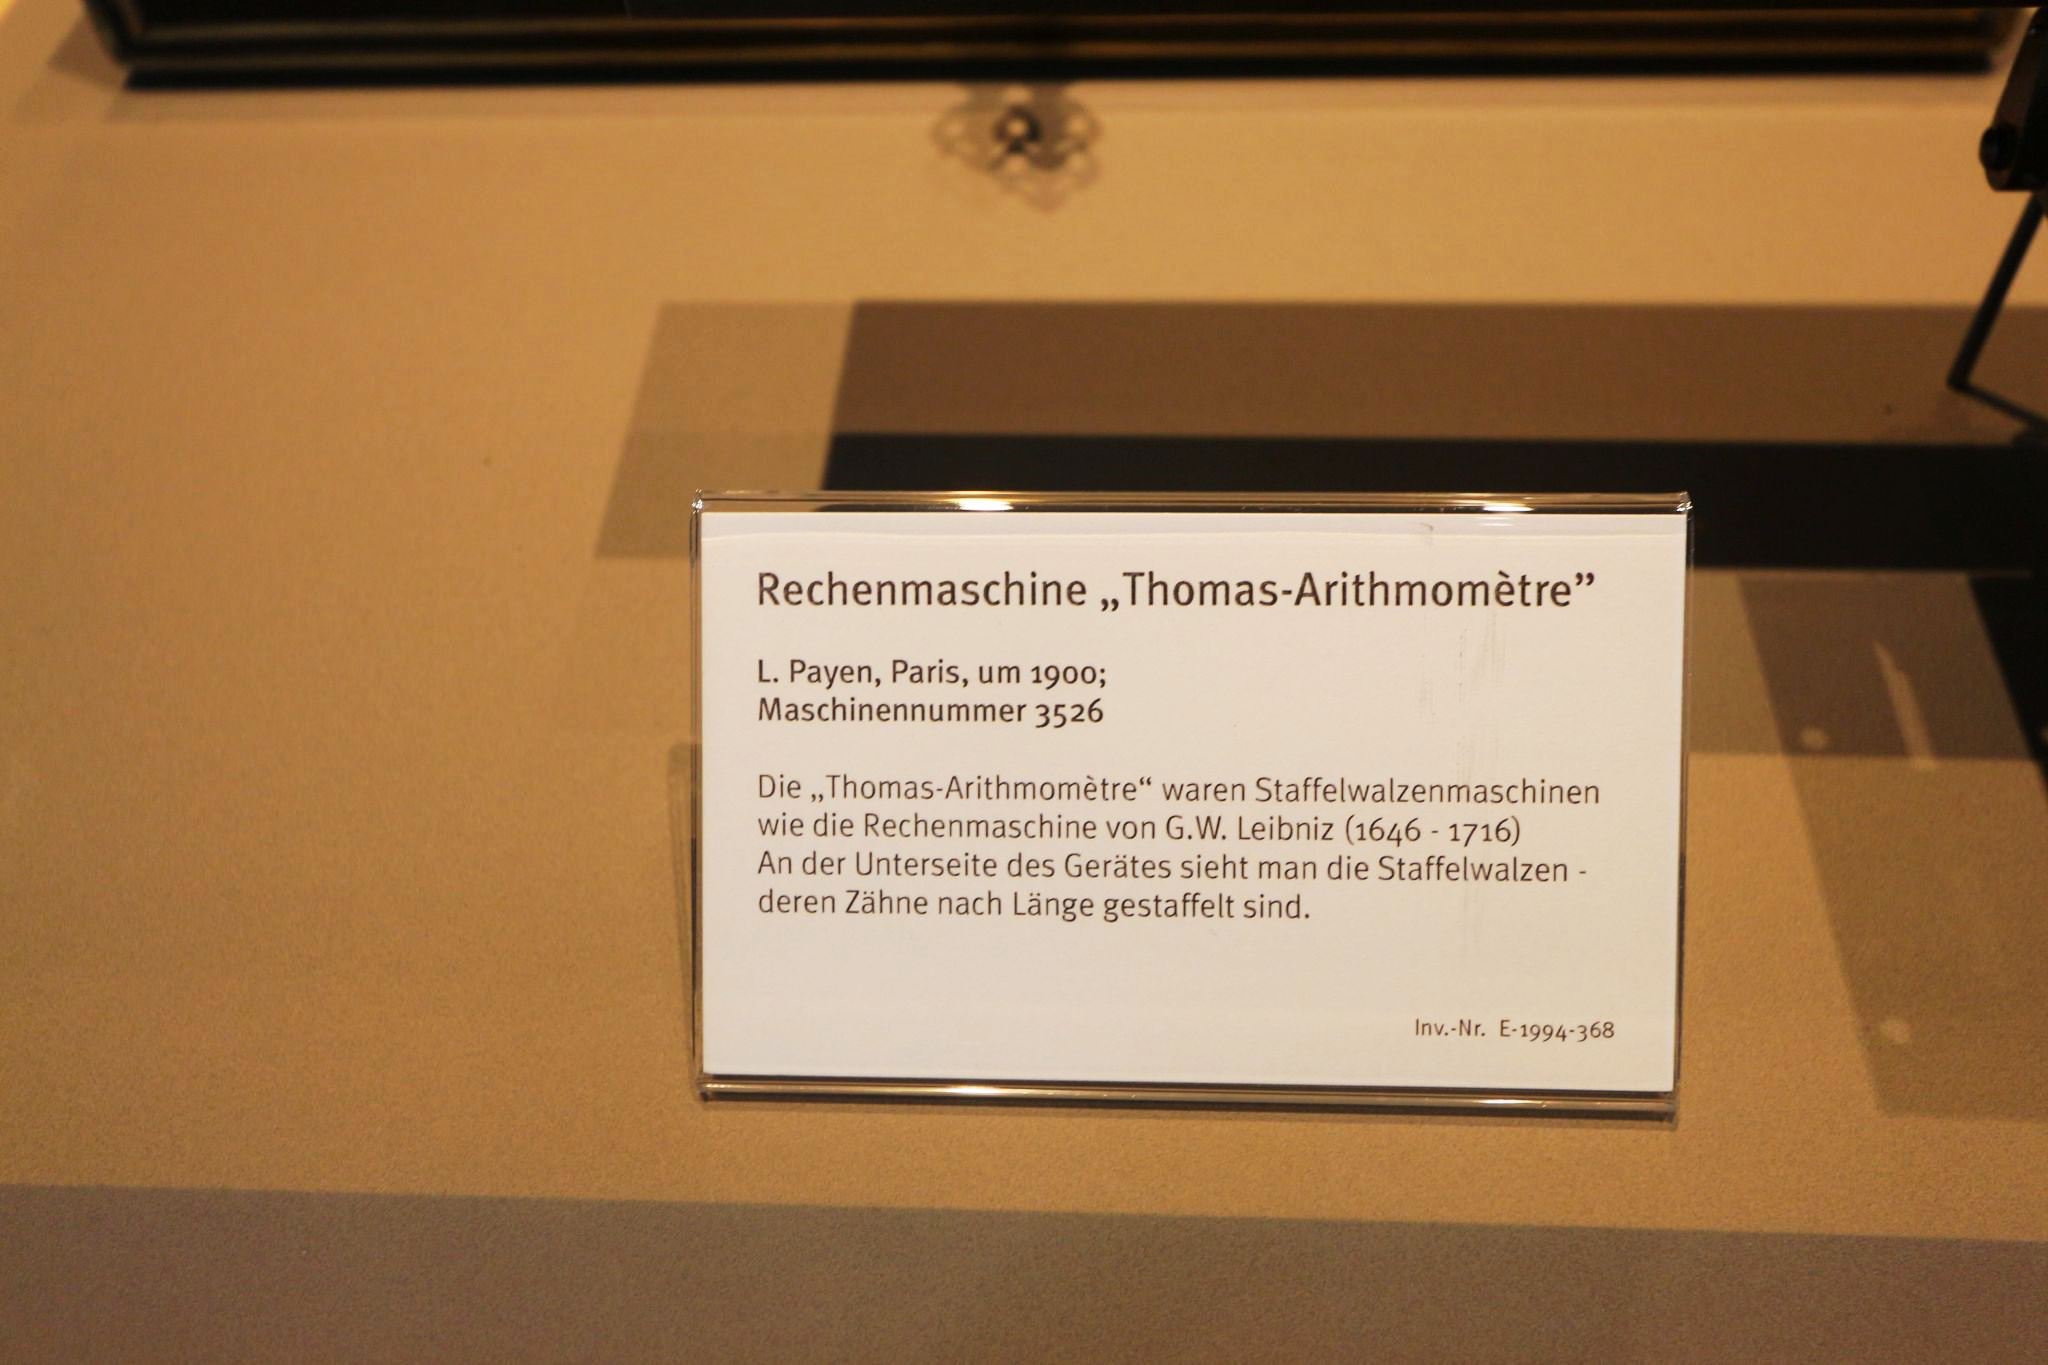 Rechenmaschine „Thomas-Arithmomètre”
L. Payen, Paris, um 1900;
Maschinennummer 3526
Die „Thomas-Arithmomètre“ waren Staffelwalzenmaschinen
wie die Rechenmaschine von G.W. Leibniz (1646 - 1716)
An der Unterseite des Gerätes sieht man die Staffelwalzen -
deren Zähne nach Länge gestaffelt sind.
Inv.-Nr. E-1994-368